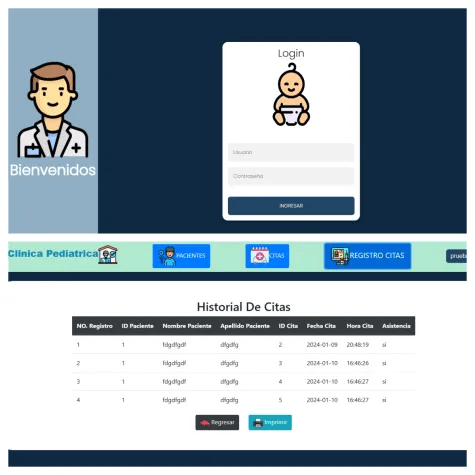 Login
Usuario
Contraseña
INGRESAR
Bienvenidos
Clinica Pediatrica
PACIENTES
CITAS
REGISTRO CITAS
prueba
Historial De Citas
NO. Registro ID Paciente Nombre Paciente Apellido Paciente ID Cita Fecha Cita Hora Cita Asistencia
1 1 fdgdfgdf dfgdfg 2 2024-01-09 20:48:19 si
2 1 fdgdfgdf dfgdfg 3 2024-01-10 16:46:26 si
3 1 fdgdfgdf dfgdfg 4 2024-01-10 16:46:27 si
4 1 fdgdfgdf dfgdfg 5 2024-01-10 16:46:27 si
Regresar
Imprimir